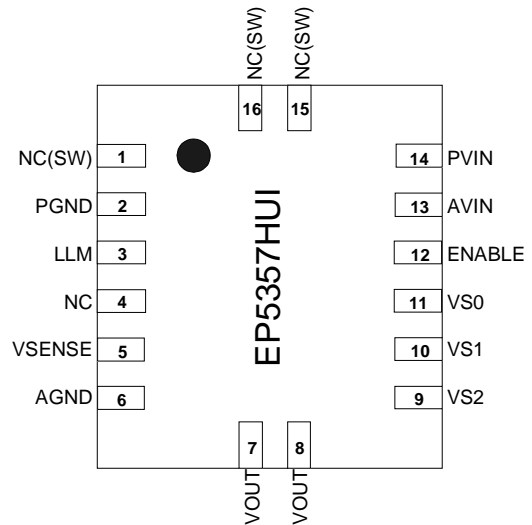 NC(SW)
NC(SW)
16
15
NC(SW) 1
14 PVIN
PGND 2
13 AVIN
LLM 3
12 ENABLE
NC 4
11 VS0
VSENSE 5
10 VS1
AGND 6
9 VS2
EP5357HUI
7
8
VOUT
VOUT